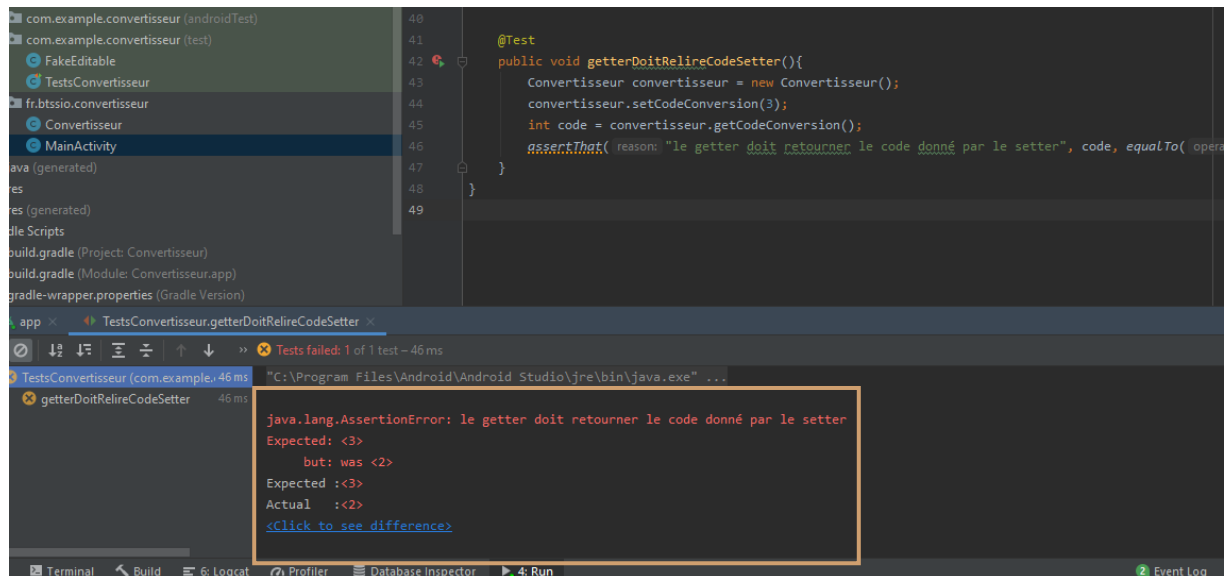 com.example.convertisseur (androidTest)
com.example.convertisseur (test)
FakeEditable
TestsConvertisseur
fr.btssio.convertisseur
Convertisseur
MainActivity
ava (generated)
res
res (generated)
dle Scripts
build.gradle (Project: Convertisseur)
build.gradle (Module: Convertisseur.app)
gradle-wrapper.properties (Gradle Version)
40
41 @Test
42 public void getterDoitRelireCodeSetter(){
43 Convertisseur convertisseur = new Convertisseur();
44 convertisseur.setCodeConversion(3);
45 int code = convertisseur.getCodeConversion();
46 assertThat( reason: "le getter doit retourner le code donné par le setter", code, equalTo( opera
47 }
48 }
49
app TestsConvertisseur.getterDoitRelireCodeSetter
Tests failed: 1 of 1 test – 46 ms
TestsConvertisseur (com.example. 46 ms
getterDoitRelireCodeSetter 46 ms
"C:\Program Files\Android\Android Studio\jre\bin\java.exe" ...
java.lang.AssertionError: le getter doit retourner le code donné par le setter
Expected: <3>
but: was <2>
Expected :<3>
Actual :<2>
<Click to see difference>
Terminal Build 6: Logcat Profiler Database Inspector 4: Run 2 Event Log